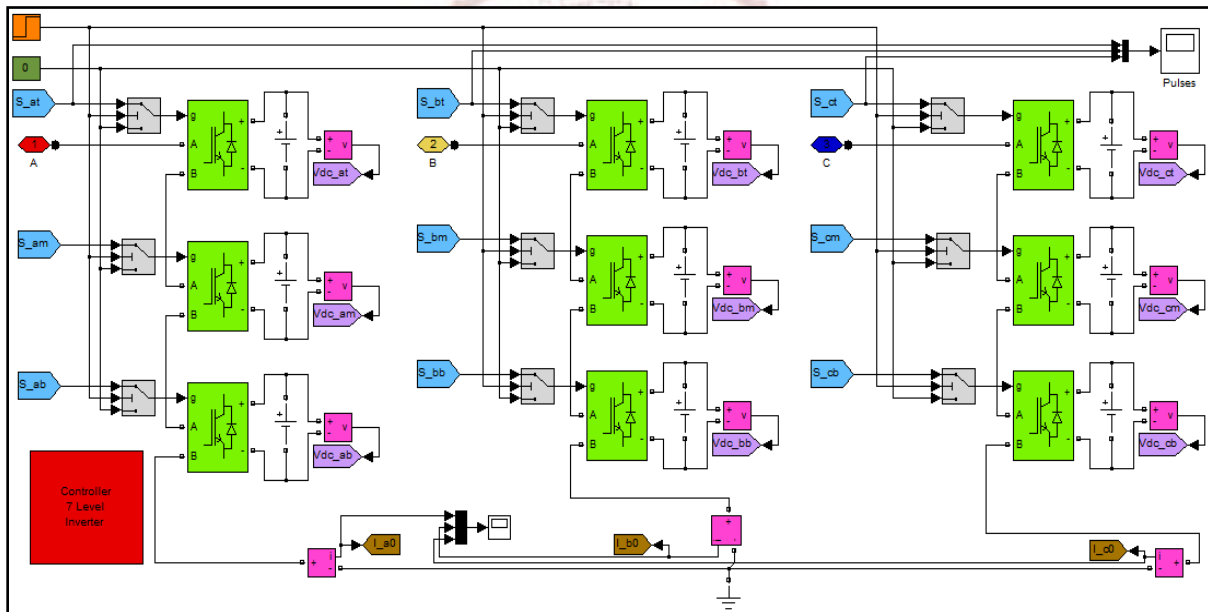 0
Pulses
S_at
g
A
B
+
-
+
+
-
v
Vdc_at
1
A
S_bt
g
A
B
+
-
+
+
-
v
Vdc_bt
2
B
S_ct
g
A
B
+
-
+
+
-
v
Vdc_ct
C
S_am
g
A
B
+
-
+
+
-
v
Vdc_am
S_bm
g
A
B
+
-
+
+
-
v
Vdc_bm
S_cm
g
A
B
+
-
+
+
-
v
Vdc_cm
S_ab
g
A
B
+
-
+
+
-
v
Vdc_ab
S_bb
g
A
B
+
-
+
+
-
v
Vdc_bb
S_cb
g
A
B
+
-
+
+
-
v
Vdc_cb
Controller
7 Level
Inverter
I_a0
I_b0
I_c0
+
i
-
+
i
-
i
-
+